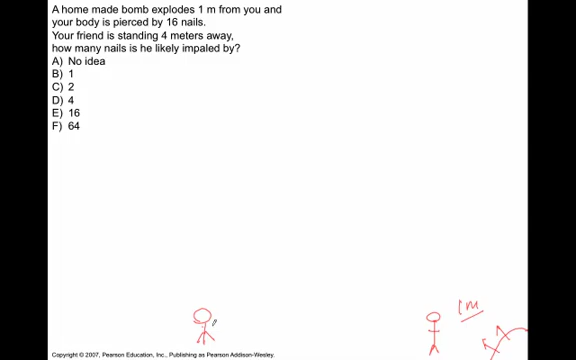 A home made bomb explodes 1 m from you and
your body is pierced by 16 nails.
Your friend is standing 4 meters away,
how many nails is he likely impaled by?
A) No idea
B) 1
C) 2
D) 4
E) 16
F) 64
1m
Copyright © 2007, Pearson Education, Inc., Publishing as Pearson Addison-Wesley.